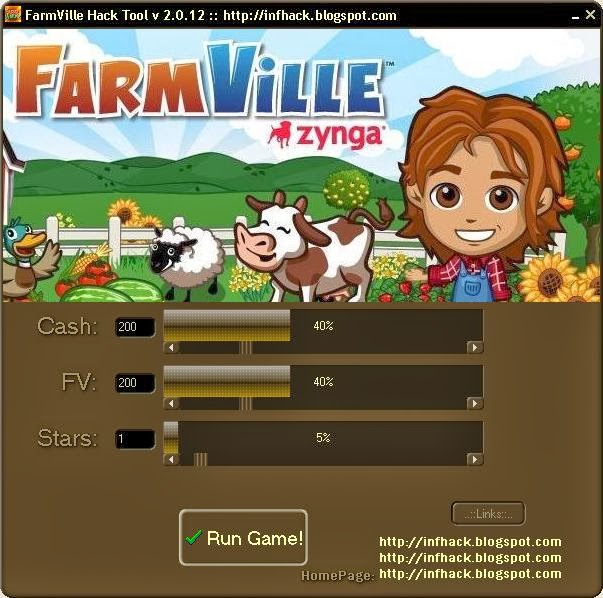 FarmVille Hack Tool v 2.0.12 :: http://infhack.blogspot.com
FARMVILLE™
zynga
Cash: 200 40%
FV: 200 40%
Stars: 1 5%
..::Links::..
✓ Run Game!
http://infhack.blogspot.com
http://infhack.blogspot.com
HomePage: http://infhack.blogspot.com